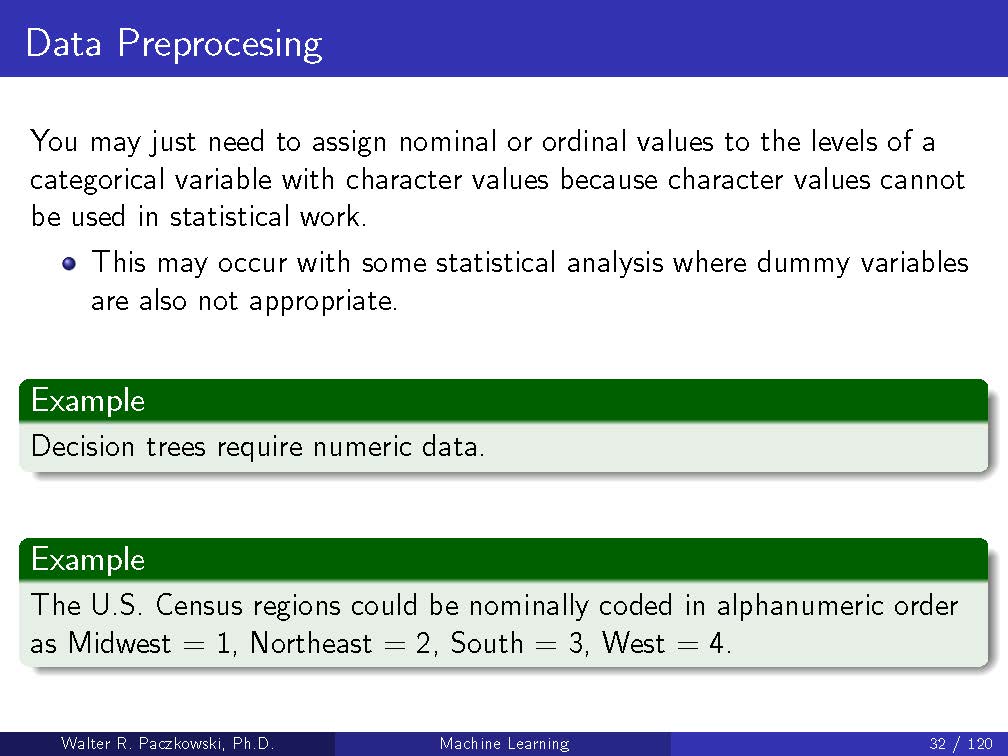 Data Preprocesing
You may just need to assign nominal or ordinal values to the levels of a
categorical variable with character values because character values cannot
be used in statistical work.
This may occur with some statistical analysis where dummy variables
are also not appropriate.
Example
Decision trees require numeric data.
Example
The U.S. Census regions could be nominally coded in alphanumeric order
as Midwest = 1, Northeast = 2, South = 3, West = 4.
Walter R. Paczkowski, Ph.D. Machine Learning 32 / 120